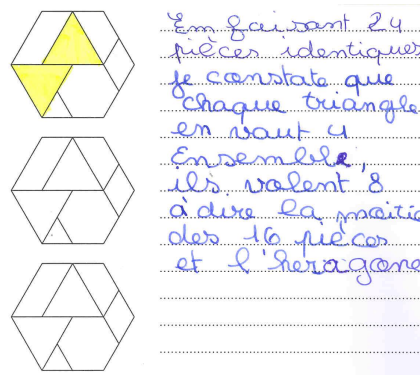 En faisant 24
pièces identiques
je constate que
chaque triangle
en vaut 4
Ensemble,
ils valent 8
à dire la moitié
des 16 pièces
et l'hexagone